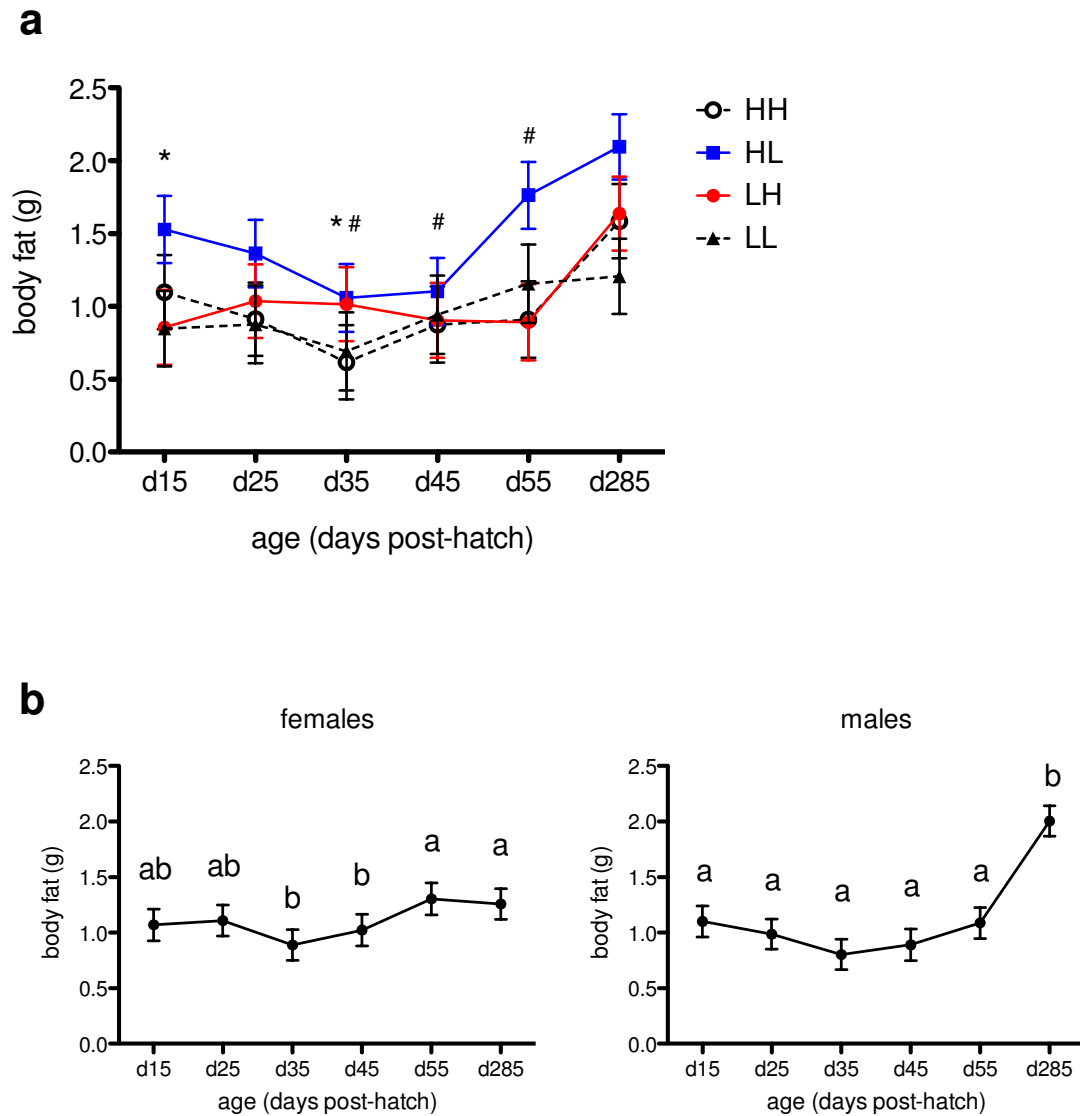 a
2.5
2.0
1.5
1.0
0.5
0.0
body fat (g)
*
* #
#
#
d15 d25 d35 d45 d55 d285
age (days post-hatch)
HH
HL
LH
LL
b
females
2.5
2.0
1.5
1.0
0.5
0.0
body fat (g)
ab ab b b a a
d15 d25 d35 d45 d55 d285
age (days post-hatch)
males
2.5
2.0
1.5
1.0
0.5
0.0
body fat (g)
a a a a a b
d15 d25 d35 d45 d55 d285
age (days post-hatch)